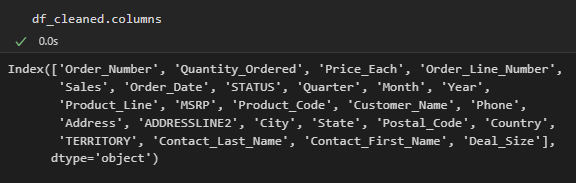 df_cleaned.columns
✓ 0.0s
Index(['Order_Number', 'Quantity_Ordered', 'Price_Each', 'Order_Line_Number',
'Sales', 'Order_Date', 'STATUS', 'Quarter', 'Month', 'Year',
'Product_Line', 'MSRP', 'Product_Code', 'Customer_Name', 'Phone',
'Address', 'ADDRESSLINE2', 'City', 'State', 'Postal_Code', 'Country',
'TERRITORY', 'Contact_Last_Name', 'Contact_First_Name', 'Deal_Size'],
dtype='object')